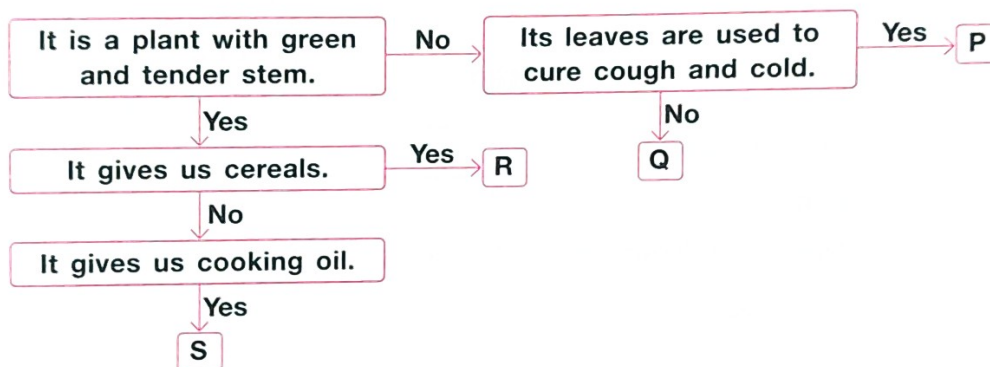 It is a plant with green
and tender stem.
No
Its leaves are used to
cure cough and cold.
Yes
P
Yes
No
It gives us cereals.
Yes
R
Q
No
It gives us cooking oil.
Yes
S